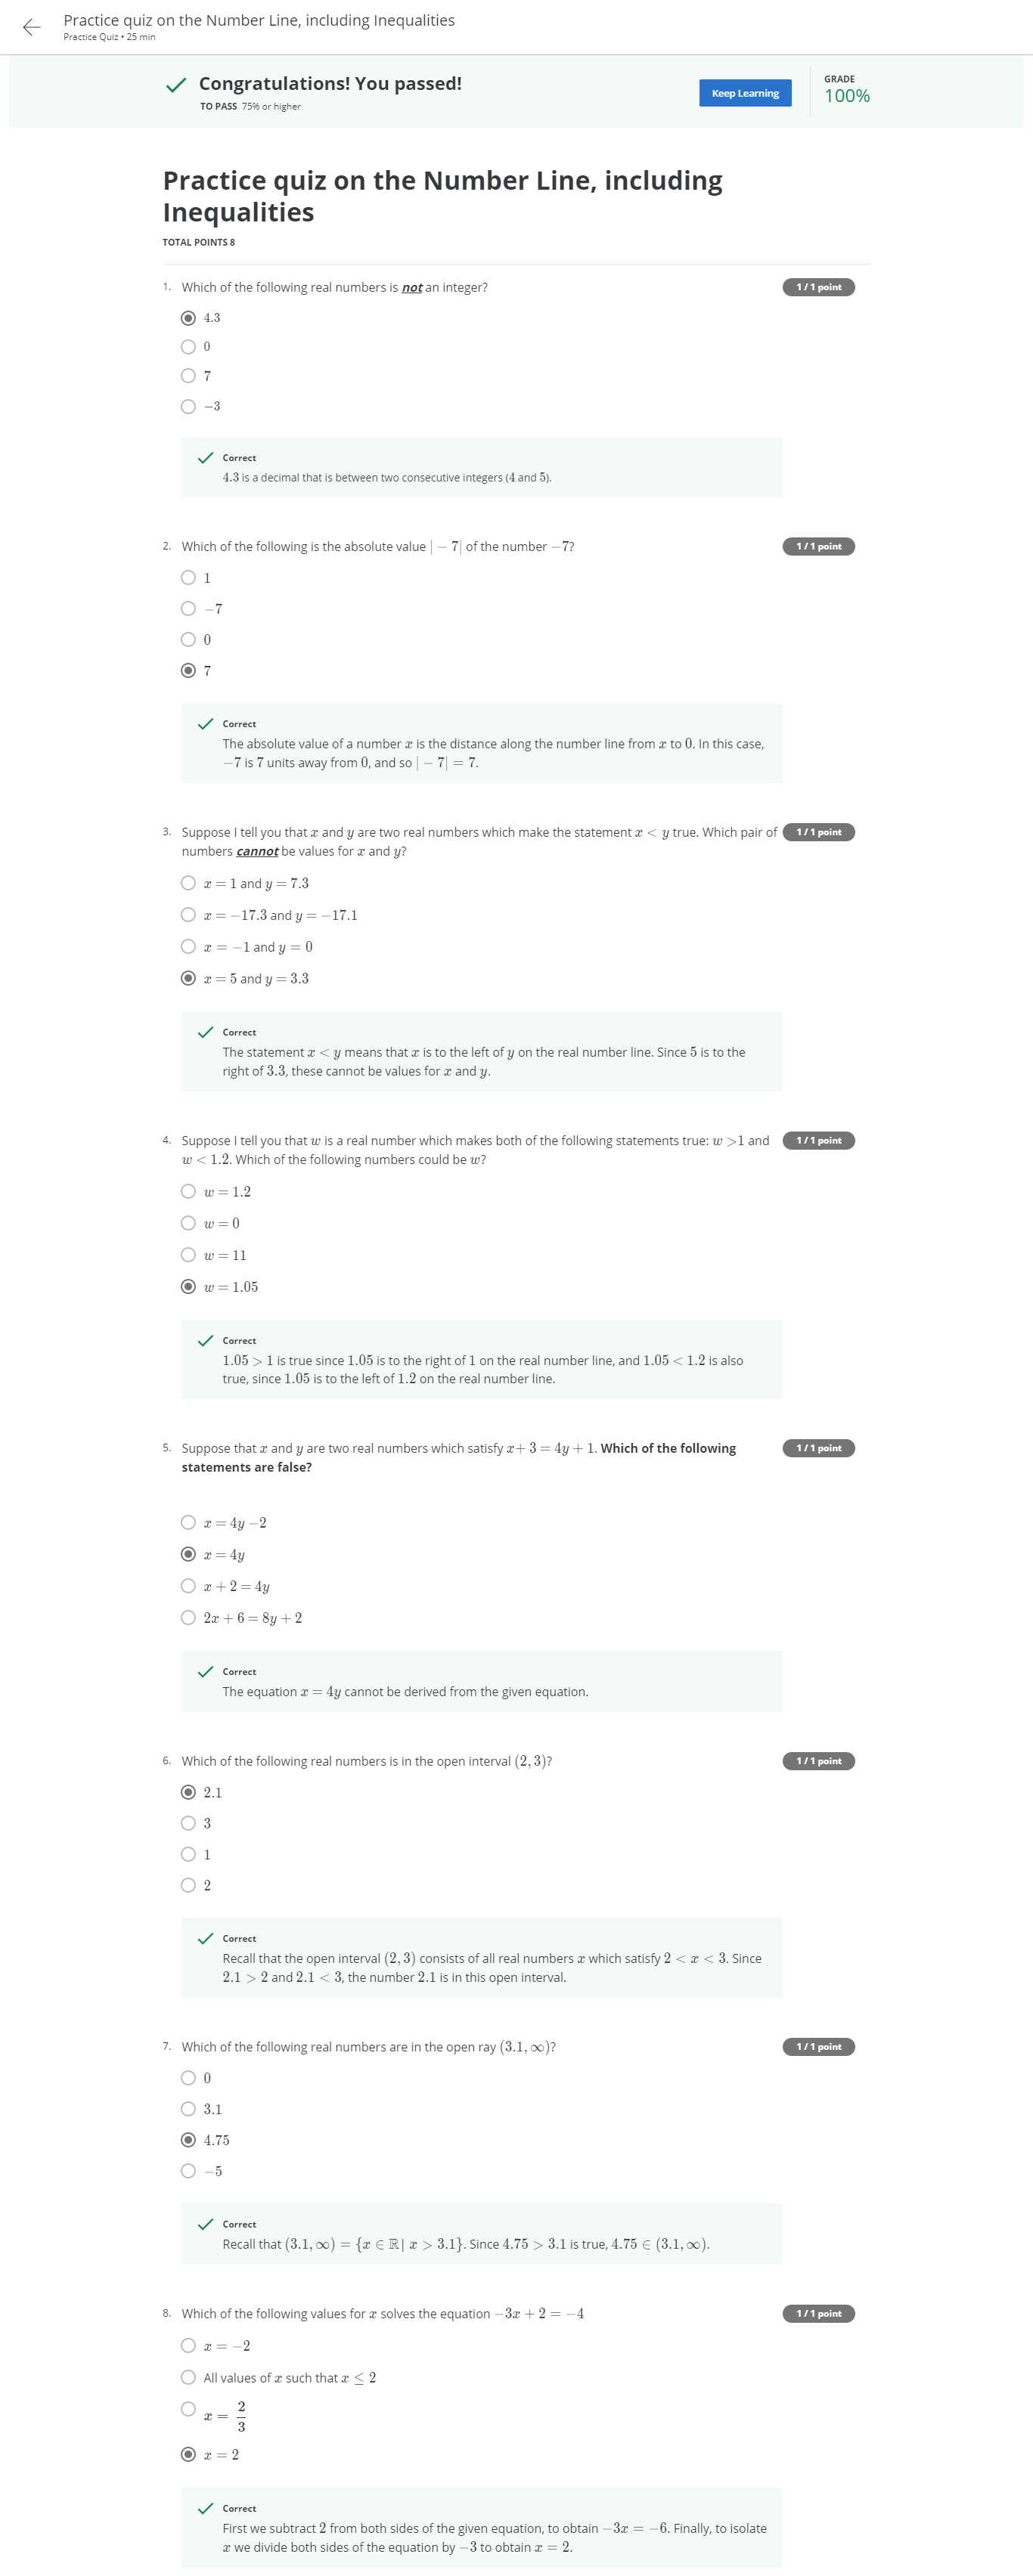 Practice quiz on the Number Line, including Inequalities
Practice Quiz • 25 min
Congratulations! You passed!
TO PASS 75% or higher
Keep Learning
GRADE
100%
Practice quiz on the Number Line, including
Inequalities
TOTAL POINTS 8
1. Which of the following real numbers is not an integer?
1 / 1 point
4.3
0
7
−3
Correct
4.3 is a decimal that is between two consecutive integers (4 and 5).
2. Which of the following is the absolute value | − 7| of the number −7?
1 / 1 point
1
−7
0
7
Correct
The absolute value of a number x is the distance along the number line from x to 0. In this case,
−7 is 7 units away from 0, and so | − 7| = 7.
3. Suppose I tell you that x and y are two real numbers which make the statement x < y true. Which pair of
1 / 1 point
numbers cannot be values for x and y?
x = 1 and y = 7.3
x = −17.3 and y = −17.1
x = −1 and y = 0
x = 5 and y = 3.3
Correct
The statement x < y means that x is to the left of y on the real number line. Since 5 is to the
right of 3.3, these cannot be values for x and y.
4. Suppose I tell you that w is a real number which makes both of the following statements true: w >1 and
1 / 1 point
w < 1.2. Which of the following numbers could be w?
w = 1.2
w = 0
w = 11
w = 1.05
Correct
1.05 > 1 is true since 1.05 is to the right of 1 on the real number line, and 1.05 < 1.2 is also
true, since 1.05 is to the left of 1.2 on the real number line.
5. Suppose that x and y are two real numbers which satisfy x+ 3 = 4y + 1. Which of the following
1 / 1 point
statements are false?
x = 4y −2
x = 4y
x + 2 = 4y
2x + 6 = 8y + 2
Correct
The equation x = 4y cannot be derived from the given equation.
6. Which of the following real numbers is in the open interval (2, 3)?
1 / 1 point
2.1
3
1
2
Correct
Recall that the open interval (2, 3) consists of all real numbers x which satisfy 2 < x < 3. Since
2.1 > 2 and 2.1 < 3, the number 2.1 is in this open interval.
7. Which of the following real numbers are in the open ray (3.1, ∞)?
1 / 1 point
0
3.1
4.75
−5
Correct
Recall that (3.1, ∞) = {x ∈ ℝ | x > 3.1}. Since 4.75 > 3.1 is true, 4.75 ∈ (3.1, ∞).
8. Which of the following values for x solves the equation −3x + 2 = −4
1 / 1 point
x = −2
All values of x such that x ≤ 2
x = 2/3
x = 2
Correct
First we subtract 2 from both sides of the given equation, to obtain −3x = −6. Finally, to isolate
x we divide both sides of the equation by −3 to obtain x = 2.